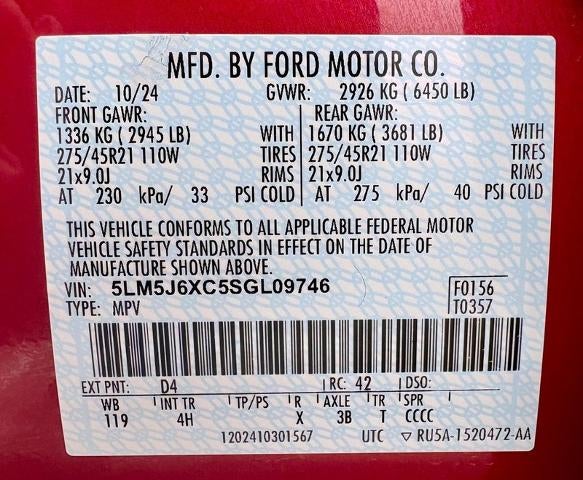 MFD. BY FORD MOTOR CO.
DATE: 10/24 GVWR: 2926 KG ( 6450 LB)
FRONT GAWR: REAR GAWR:
1336 KG ( 2945 LB) WITH 1670 KG ( 3681 LB) WITH
275/45R21 110W TIRES 275/45R21 110W TIRES
21x9.0J RIMS 21x9.0J RIMS
AT 230 kPa/ 33 PSI COLD AT 275 kPa/ 40 PSI COLD
THIS VEHICLE CONFORMS TO ALL APPLICABLE FEDERAL MOTOR
VEHICLE SAFETY STANDARDS IN EFFECT ON THE DATE OF
MANUFACTURE SHOWN ABOVE.
VIN: 5LM5J6XC5SGL09746 F0156
TYPE: MPV T0357
EXT PNT: D4 RC: 42 DSO:
WB INT TR TP/PS R AXLE TR SPR
119 4H X 3B T CCCC
1202410301567 UTC ▽ RU5A-1520472-AA